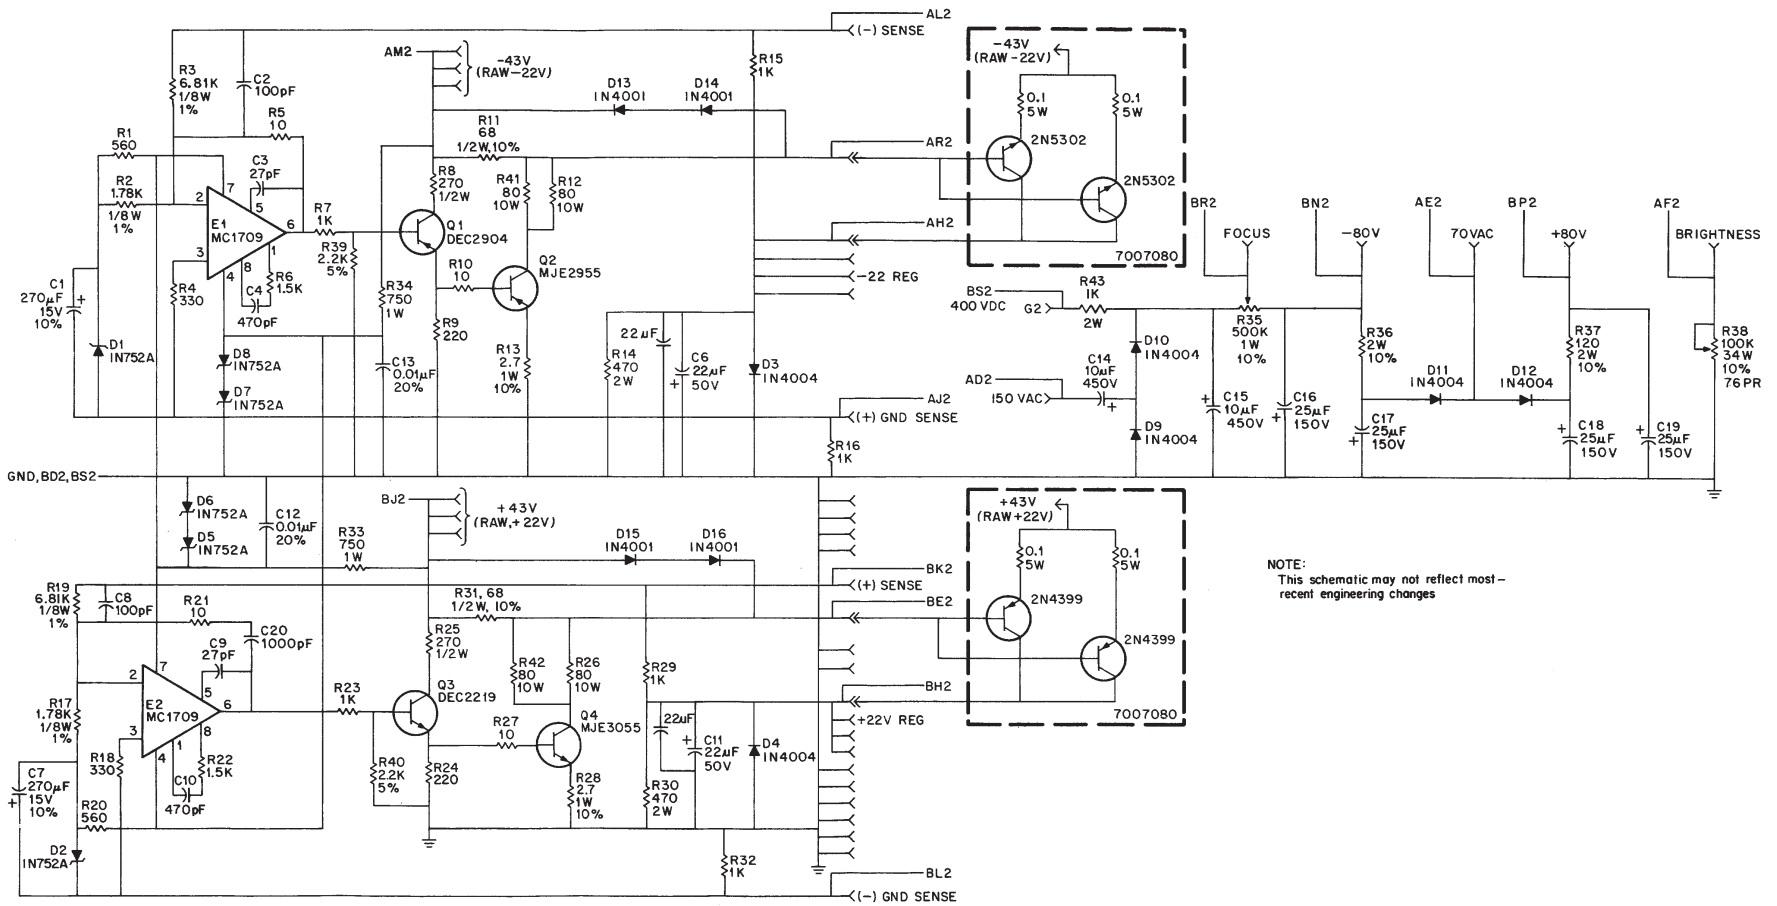 AL2
(-) SENSE
AM2
-43V
(RAW-22V)
R15
1K
R3
6.81K
1/8W
1%
C2
100pF
R5
10
D13
IN4001
D14
IN4001
R11
68
1/2W, 10%
R1
560
C3
27pF
R2
1.78K
1/8W
1%
2
7
5
E1
MC1709
6
3
4
8
1
R7
1K
R39
2.2K
5%
R8
270
1/2W
R41
80
10W
R12
80
10W
Q1
DEC2904
R10
10
Q2
MJE2955
R6
1.5K
C4
470pF
R4
330
C1
270µF
15V
10%
+
D1
IN752A
D8
IN752A
D7
IN752A
R34
750
1W
R9
220
C13
0.01µF
20%
R13
2.7
1W
10%
R14
470
2W
22µF
C6
22µF
50V
+
D3
IN4004
AR2
AH2
-22 REG
AJ2
(+) GND SENSE
R16
1K
-43V
(RAW-22V)
0.1
5W
0.1
5W
2N5302
2N5302
7007080
BR2
FOCUS
BN2
-80V
AE2
70VAC
BP2
+80V
AF2
BRIGHTNESS
BS2
400 VDC
G2
R43
1K
2W
D10
IN4004
R35
500K
1W
10%
R36
2W
10%
R37
120
2W
10%
R38
100K
34W
10%
76PR
AD2
150 VAC
C14
10µF
450V
+
D9
IN4004
C15
10µF
450V
+
C16
25µF
150V
+
D11
IN4004
D12
IN4004
C17
25µF
150V
+
C18
25µF
150V
+
C19
25µF
150V
+
GND,BD2,BS2
D6
IN752A
D5
IN752A
C12
0.01µF
20%
BJ2
+43V
(RAW,+22V)
R33
750
1W
D15
IN4001
D16
IN4001
R19
6.81K
1/8W
1%
C8
100pF
R21
10
C20
1000pF
C9
27pF
R31, 68
1/2W, 10%
BK2
(+) SENSE
BE2
R25
270
1/2W
R42
80
10W
R26
80
10W
R29
1K
2
7
5
E2
MC1709
6
3
4
1
8
R17
1.78K
1/8W
1%
R23
1K
Q3
DEC2219
R27
10
Q4
MJE3055
22µF
C11
22µF
50V
+
D4
IN4004
BH2
+22V REG
R18
330
R22
1.5K
C10
470pF
C7
270µF
15V
10%
+
R20
560
D2
IN752A
R40
2.2K
5%
R24
220
R28
2.7
1W
10%
R30
470
2W
R32
1K
BL2
(-) GND SENSE
+43V
(RAW+22V)
0.1
5W
0.1
5W
2N4399
2N4399
7007080
NOTE:
This schematic may not reflect most-
recent engineering changes